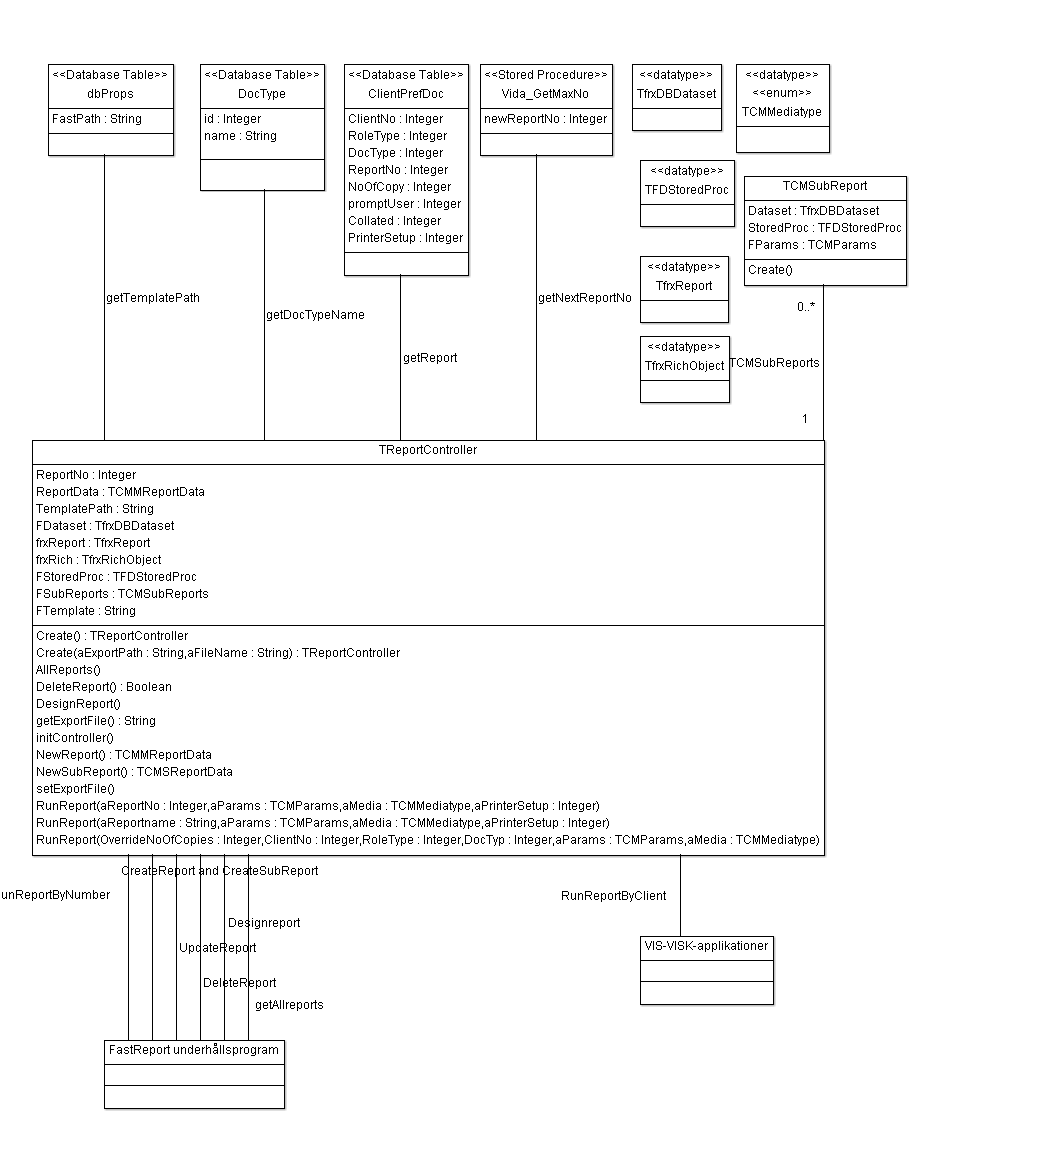 <<Database Table>>
dbProps
FastPath : String
<<Database Table>>
DocType
id : Integer
name : String
<<Database Table>>
ClientPrefDoc
ClientNo : Integer
RoleType : Integer
DocType : Integer
ReportNo : Integer
NoOfCopy : Integer
promptUser : Integer
Collated : Integer
PrinterSetup : Integer
<<Stored Procedure>>
Vida_GetMaxNo
newReportNo : Integer
<<datatype>>
TfrxDBDataset
<<datatype>>
<<enum>>
TCMMediatype
<<datatype>>
TFDStoredProc
TCMSubReport
Dataset : TfrxDBDataset
StoredProc : TFDStoredProc
FParams : TCMParams
Create()
<<datatype>>
TfrxReport
<<datatype>>
TfrxRichObject
getTemplatePath
getDocTypeName
getReport
getNextReportNo
0..*
TCMSubReports
1
TReportController
ReportNo : Integer
ReportData : TCMMReportData
TemplatePath : String
FDataset : TfrxDBDataset
frxReport : TfrxReport
frxRich : TfrxRichObject
FStoredProc : TFDStoredProc
FSubReports : TCMSubReports
FTemplate : String
Create() : TReportController
Create(aExportPath : String,aFileName : String) : TReportController
AllReports()
DeleteReport() : Boolean
DesignReport()
getExportFile() : String
initController()
NewReport() : TCMMReportData
NewSubReport() : TCMSReportData
setExportFile()
RunReport(aReportNo : Integer,aParams : TCMParams,aMedia : TCMMediatype,aPrinterSetup : Integer)
RunReport(aReportname : String,aParams : TCMParams,aMedia : TCMMediatype,aPrinterSetup : Integer)
RunReport(OverrideNoOfCopies : Integer,ClientNo : Integer,RoleType : Integer,DocTyp : Integer,aParams : TCMParams,aMedia : TCMMediatype)
CreateReport and CreateSubReport
unReportByNumber
Designreport
UpdateReport
DeleteReport
getAllreports
RunReportByClient
VIS-VISK-applikationer
FastReport underhållsprogram